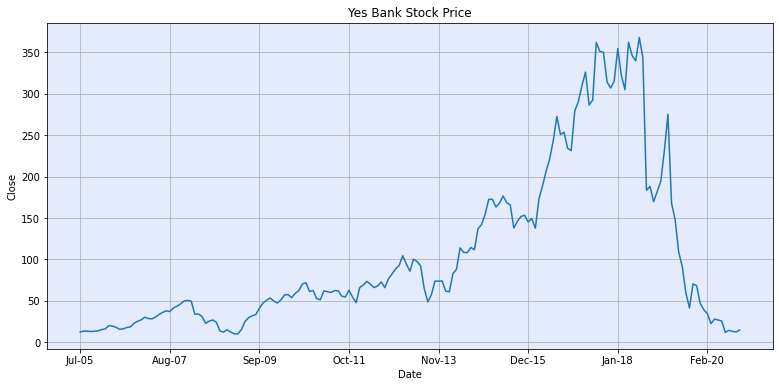 Yes Bank Stock Price
Close
350
300
250
200
150
100
50
0
Jul-05 Aug-07 Sep-09 Oct-11 Nov-13 Dec-15 Jan-18 Feb-20
Date